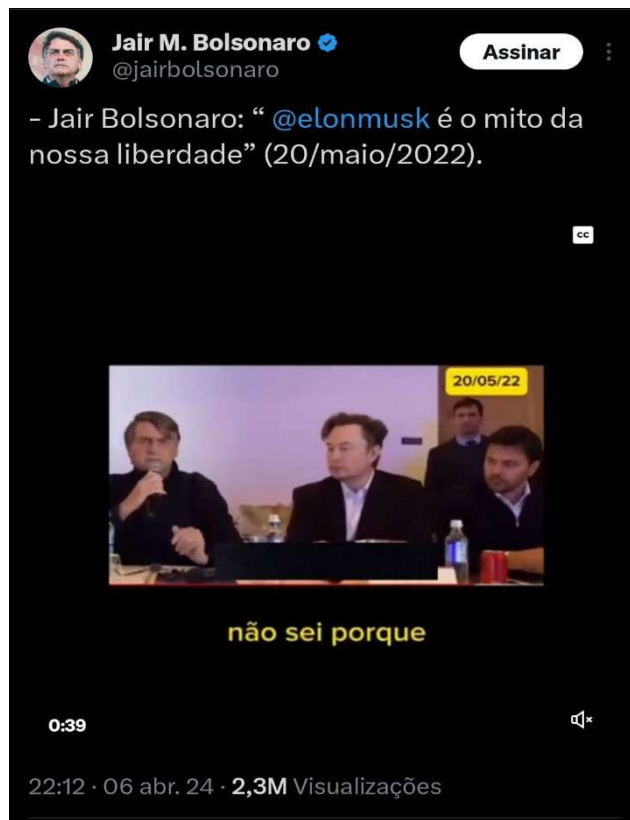 Jair M. Bolsonaro
Assinar
@jairbolsonaro
- Jair Bolsonaro: “ @elonmusk é o mito da
nossa liberdade” (20/maio/2022).
cc
20/05/22
não sei porque
0:39
22:12 · 06 abr. 24 · 2,3M Visualizações